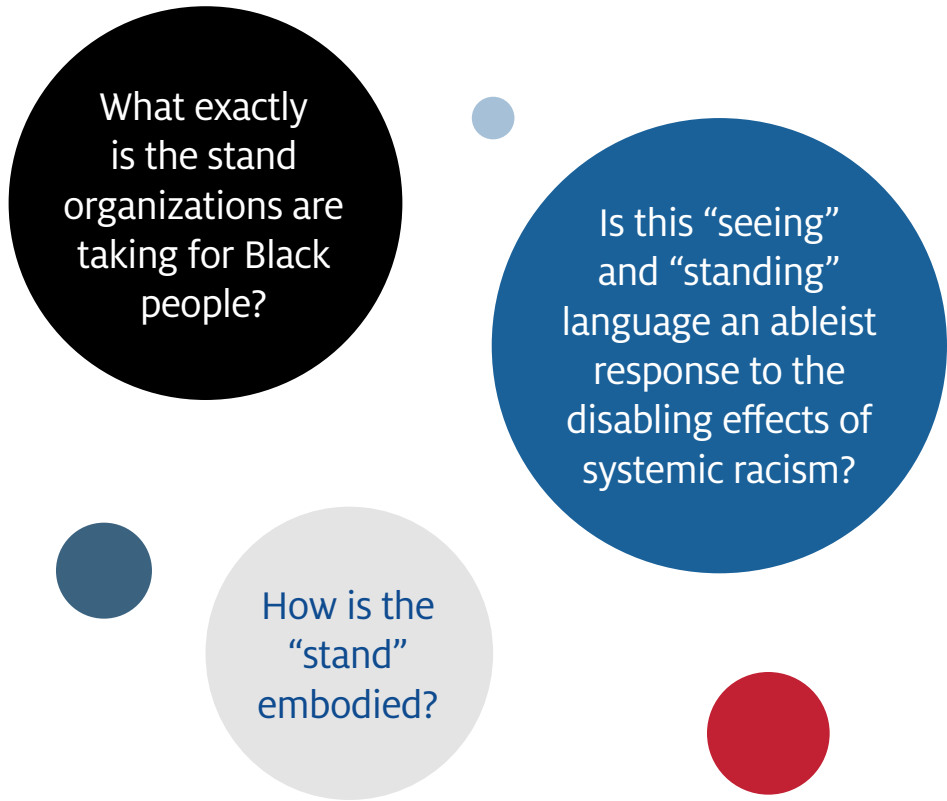 What exactly
is the stand
organizations are
taking for Black
people?
Is this “seeing”
and “standing”
language an ableist
response to the
disabling effects of
systemic racism?
How is the
“stand”
embodied?